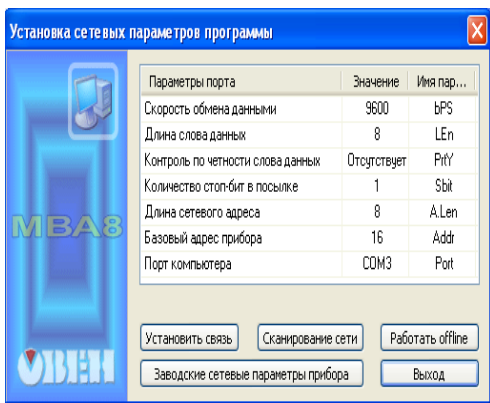 Установка сетевых параметров программы
Параметры порта Значение Имя пар...
Скорость обмена данными 9600 bPS
Длина слова данных 8 LEn
Контроль по четности слова данных Отсутствует PrtY
Количество стоп-бит в посылке 1 Sbit
Длина сетевого адреса 8 A.Len
Базовый адрес прибора 16 Addr
Порт компьютера COM3 Port
МВА8
ОВЕН
Установить связь Сканирование сети Работать offline
Заводские сетевые параметры прибора Выход